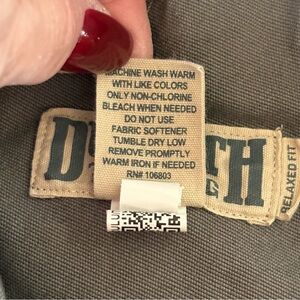 MACHINE WASH WARM
WITH LIKE COLORS
ONLY NON-CHLORINE
BLEACH WHEN NEEDED
DO NOT USE
FABRIC SOFTENER
TUMBLE DRY LOW
REMOVE PROMPTLY
WARM IRON IF NEEDED
RN# 106803
RELAXED FIT